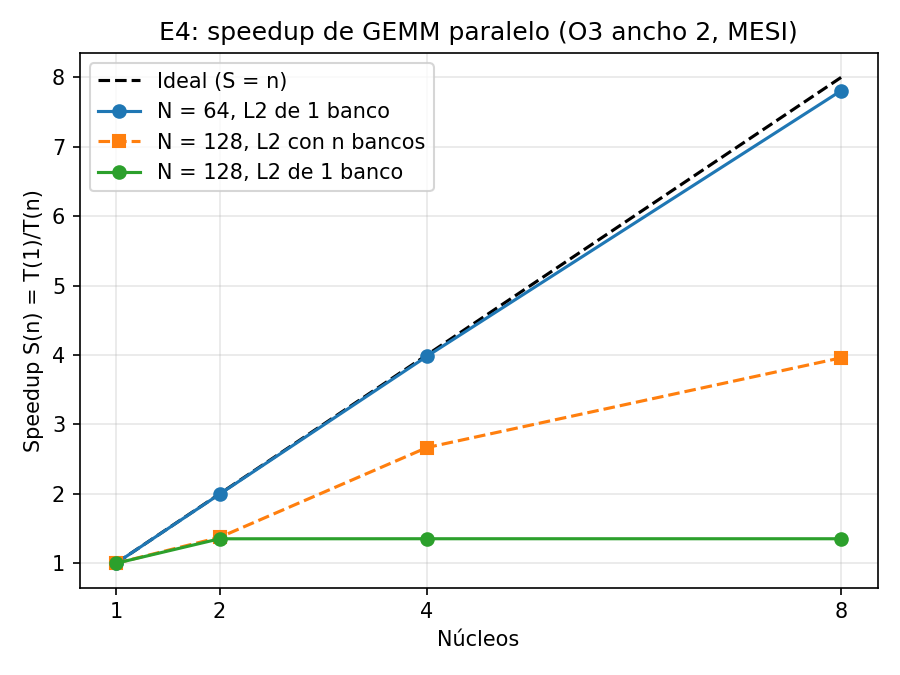 E4: speedup de GEMM paralelo (O3 ancho 2, MESI)
Ideal (S = n)
N = 64, L2 de 1 banco
N = 128, L2 con n bancos
N = 128, L2 de 1 banco
Speedup S(n) = T(1)/T(n)
8
7
6
5
4
3
2
1
1 2 4 8
Núcleos